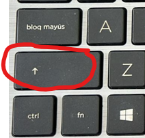 bloq mayús A
↑ Z
ctrl fn